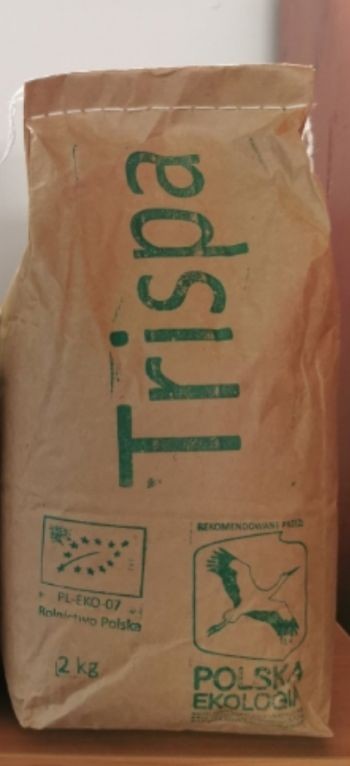 Trispa
PL-EKO-07
Rolnictwo Polska
2 kg
REKOMENDOWANE PRZEZ
POLSKA
EKOLOGIA